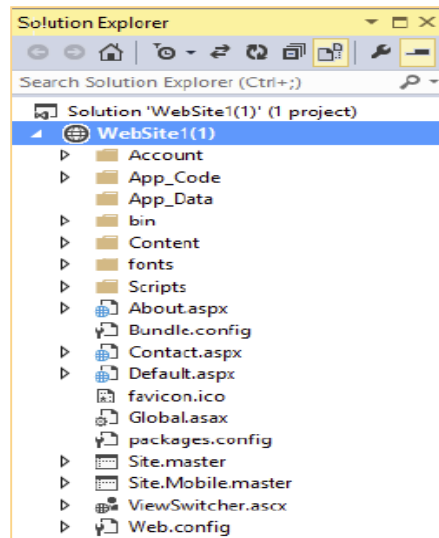 Solution Explorer
Search Solution Explorer (Ctrl+;)
Solution 'WebSite1(1)' (1 project)
WebSite1(1)
Account
App_Code
App_Data
bin
Content
fonts
Scripts
About.aspx
Bundle.config
Contact.aspx
Default.aspx
favicon.ico
Global.asax
packages.config
Site.master
Site.Mobile.master
ViewSwitcher.ascx
Web.config